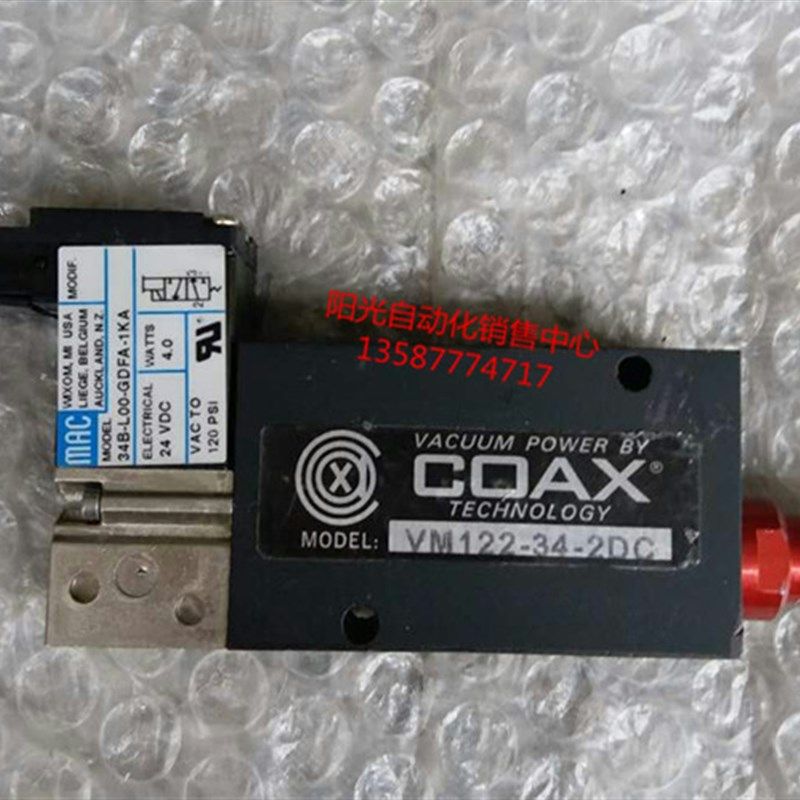 MAC
WIXOM, MI USA
LIEGE, BELGIUM
AUCKLAND, N.Z.
MODIF.
MODEL
34B-L00-GDFA-1KA
ELECTRICAL
24 VDC
WATTS
4.0
VAC TO
120 PSI
3
2
阳光自动化销售中心
13587774717
VACUUM POWER BY
COAX®
TECHNOLOGY
MODEL: VM122-34-2DC